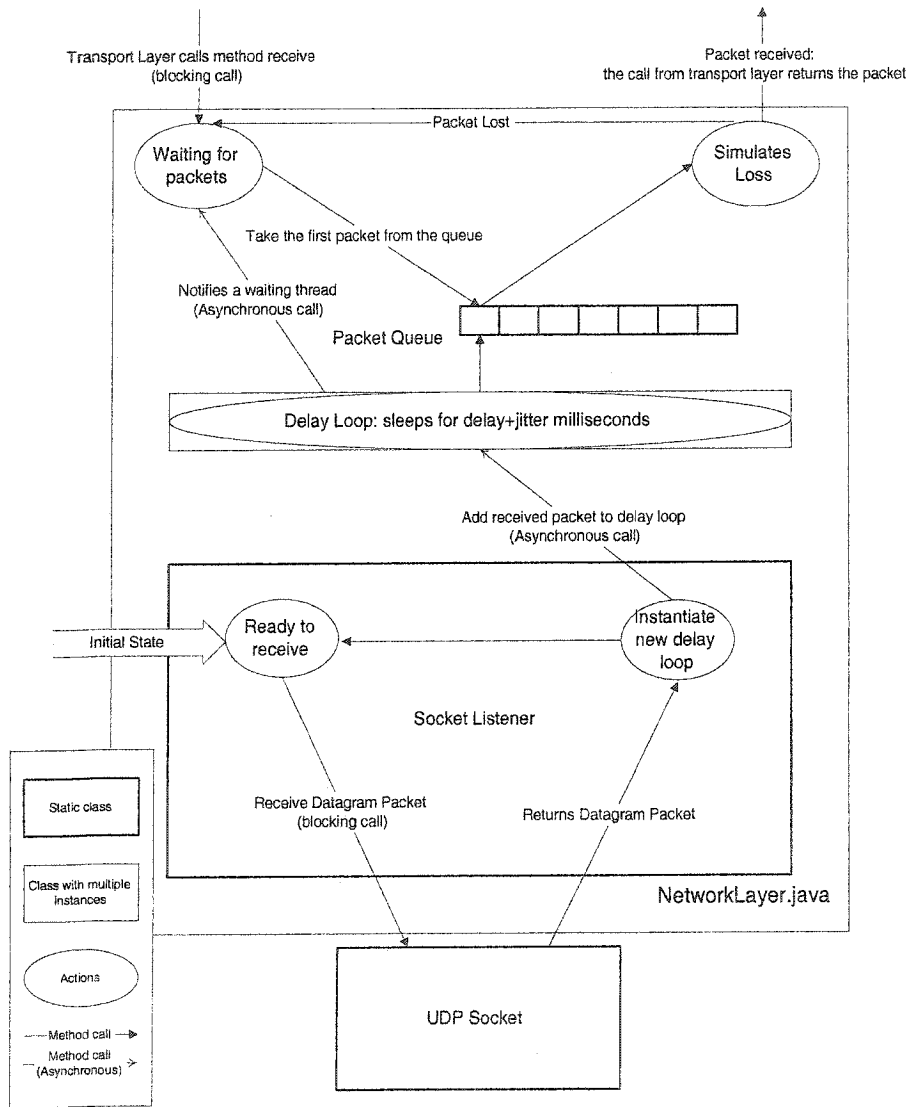 Transport Layer calls method receive
(blocking call)
Packet received:
the call from transport layer returns the packet
Packet Lost
Waiting for
packets
Simulates
Loss
Take the first packet from the queue
Notifies a waiting thread
(Asynchronous call)
Packet Queue
Delay Loop: sleeps for delay+jitter milliseconds
Add received packet to delay loop
(Asynchronous call)
Initial State
Ready to
receive
Instantiate
new delay
loop
Socket Listener
Receive Datagram Packet
(blocking call)
Returns Datagram Packet
NetworkLayer.java
UDP Socket
Static class
Class with multiple
Instances
Actions
Method call
Method call
(Asynchronous)